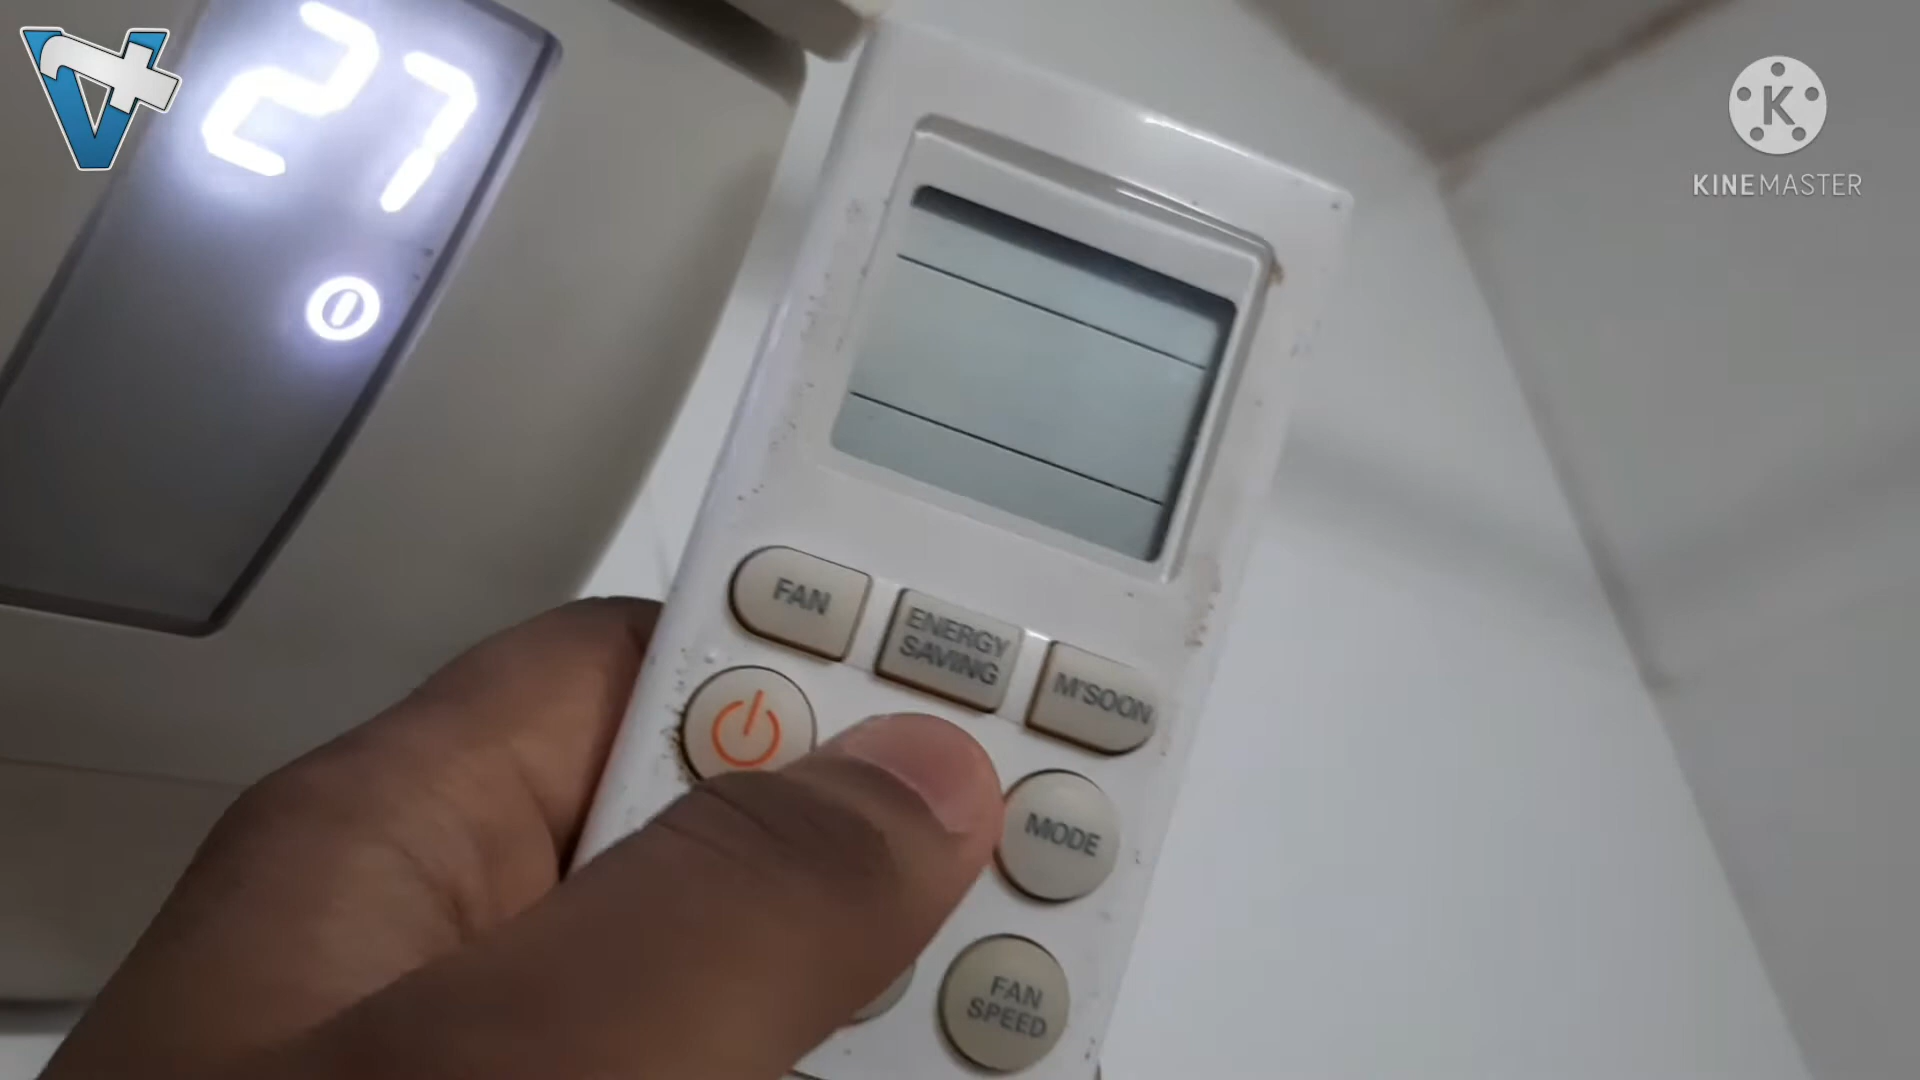 27
V+
KINEMASTER
K
FAN
ENERGY
SAVING
M'SOON
MODE
FAN
SPEED